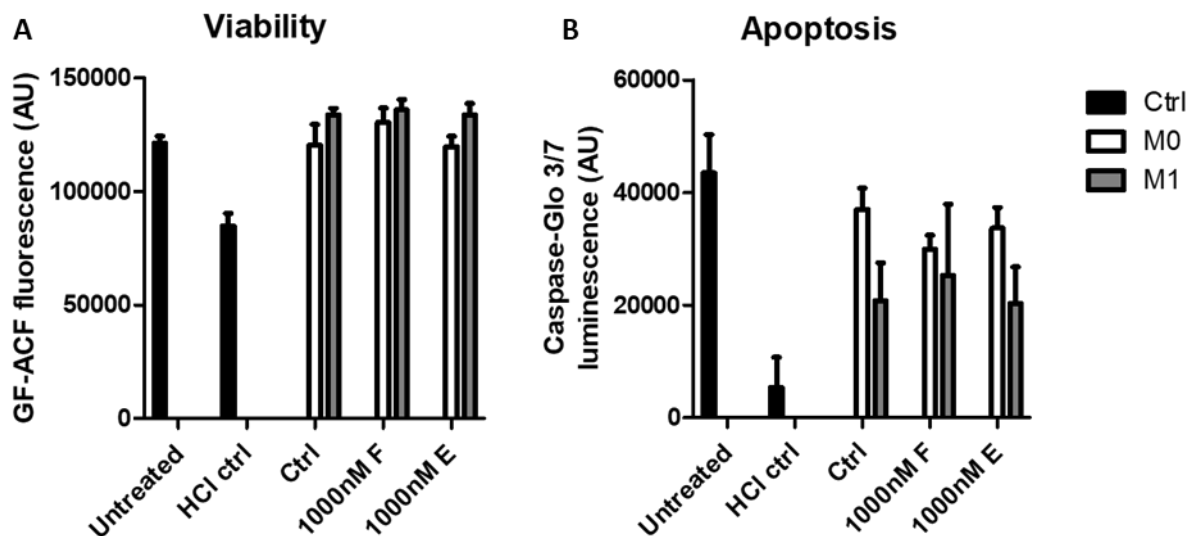 A
Viability
GF-ACF fluorescence (AU)
150000
100000
50000
0
Untreated
HCl ctrl
Ctrl
1000nM F
1000nM E
B
Apoptosis
Caspase-Glo 3/7
luminescence (AU)
60000
40000
20000
0
Untreated
HCl ctrl
Ctrl
1000nM F
1000nM E
Ctrl
M0
M1